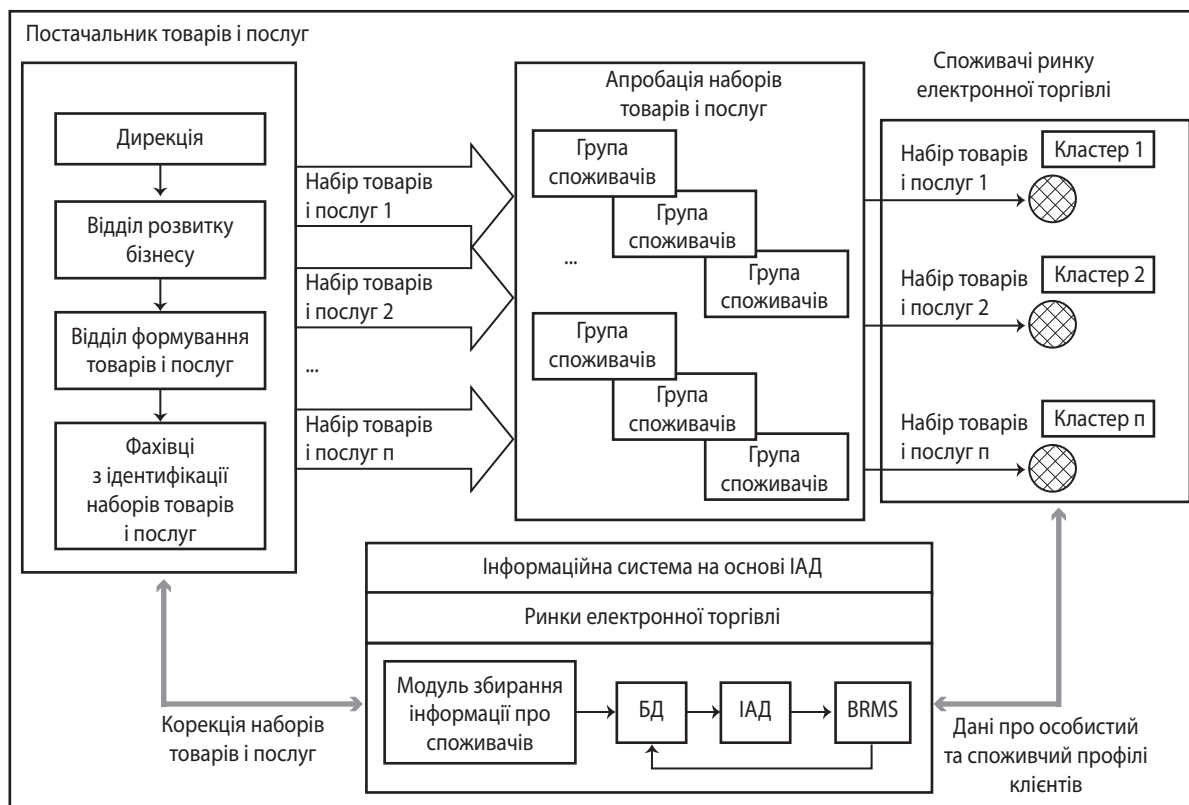 Постачальник товарів і послуг
Дирекція
Відділ розвитку
бізнесу
Відділ формування
товарів і послуг
Фахівці
з ідентифікації
наборів товарів
і послуг
Набір товарів
і послуг 1
Набір товарів
і послуг 2
...
Набір товарів
і послуг п
Апробація наборів
товарів і послуг
Група
споживачів
Група
споживачів
...
Група
споживачів
Група
споживачів
Група
споживачів
Група
споживачів
Споживачі ринку
електронної торгівлі
Набір товарів
і послуг 1
Кластер 1
Набір товарів
і послуг 2
Кластер 2
Набір товарів
і послуг п
Кластер п
Інформаційна система на основі ІАД
Ринки електронної торгівлі
Модуль збирання
інформації про
споживачів
БД
ІАД
BRMS
Корекція наборів
товарів і послуг
Дані про особистий
та споживчий профілі
клієнтів